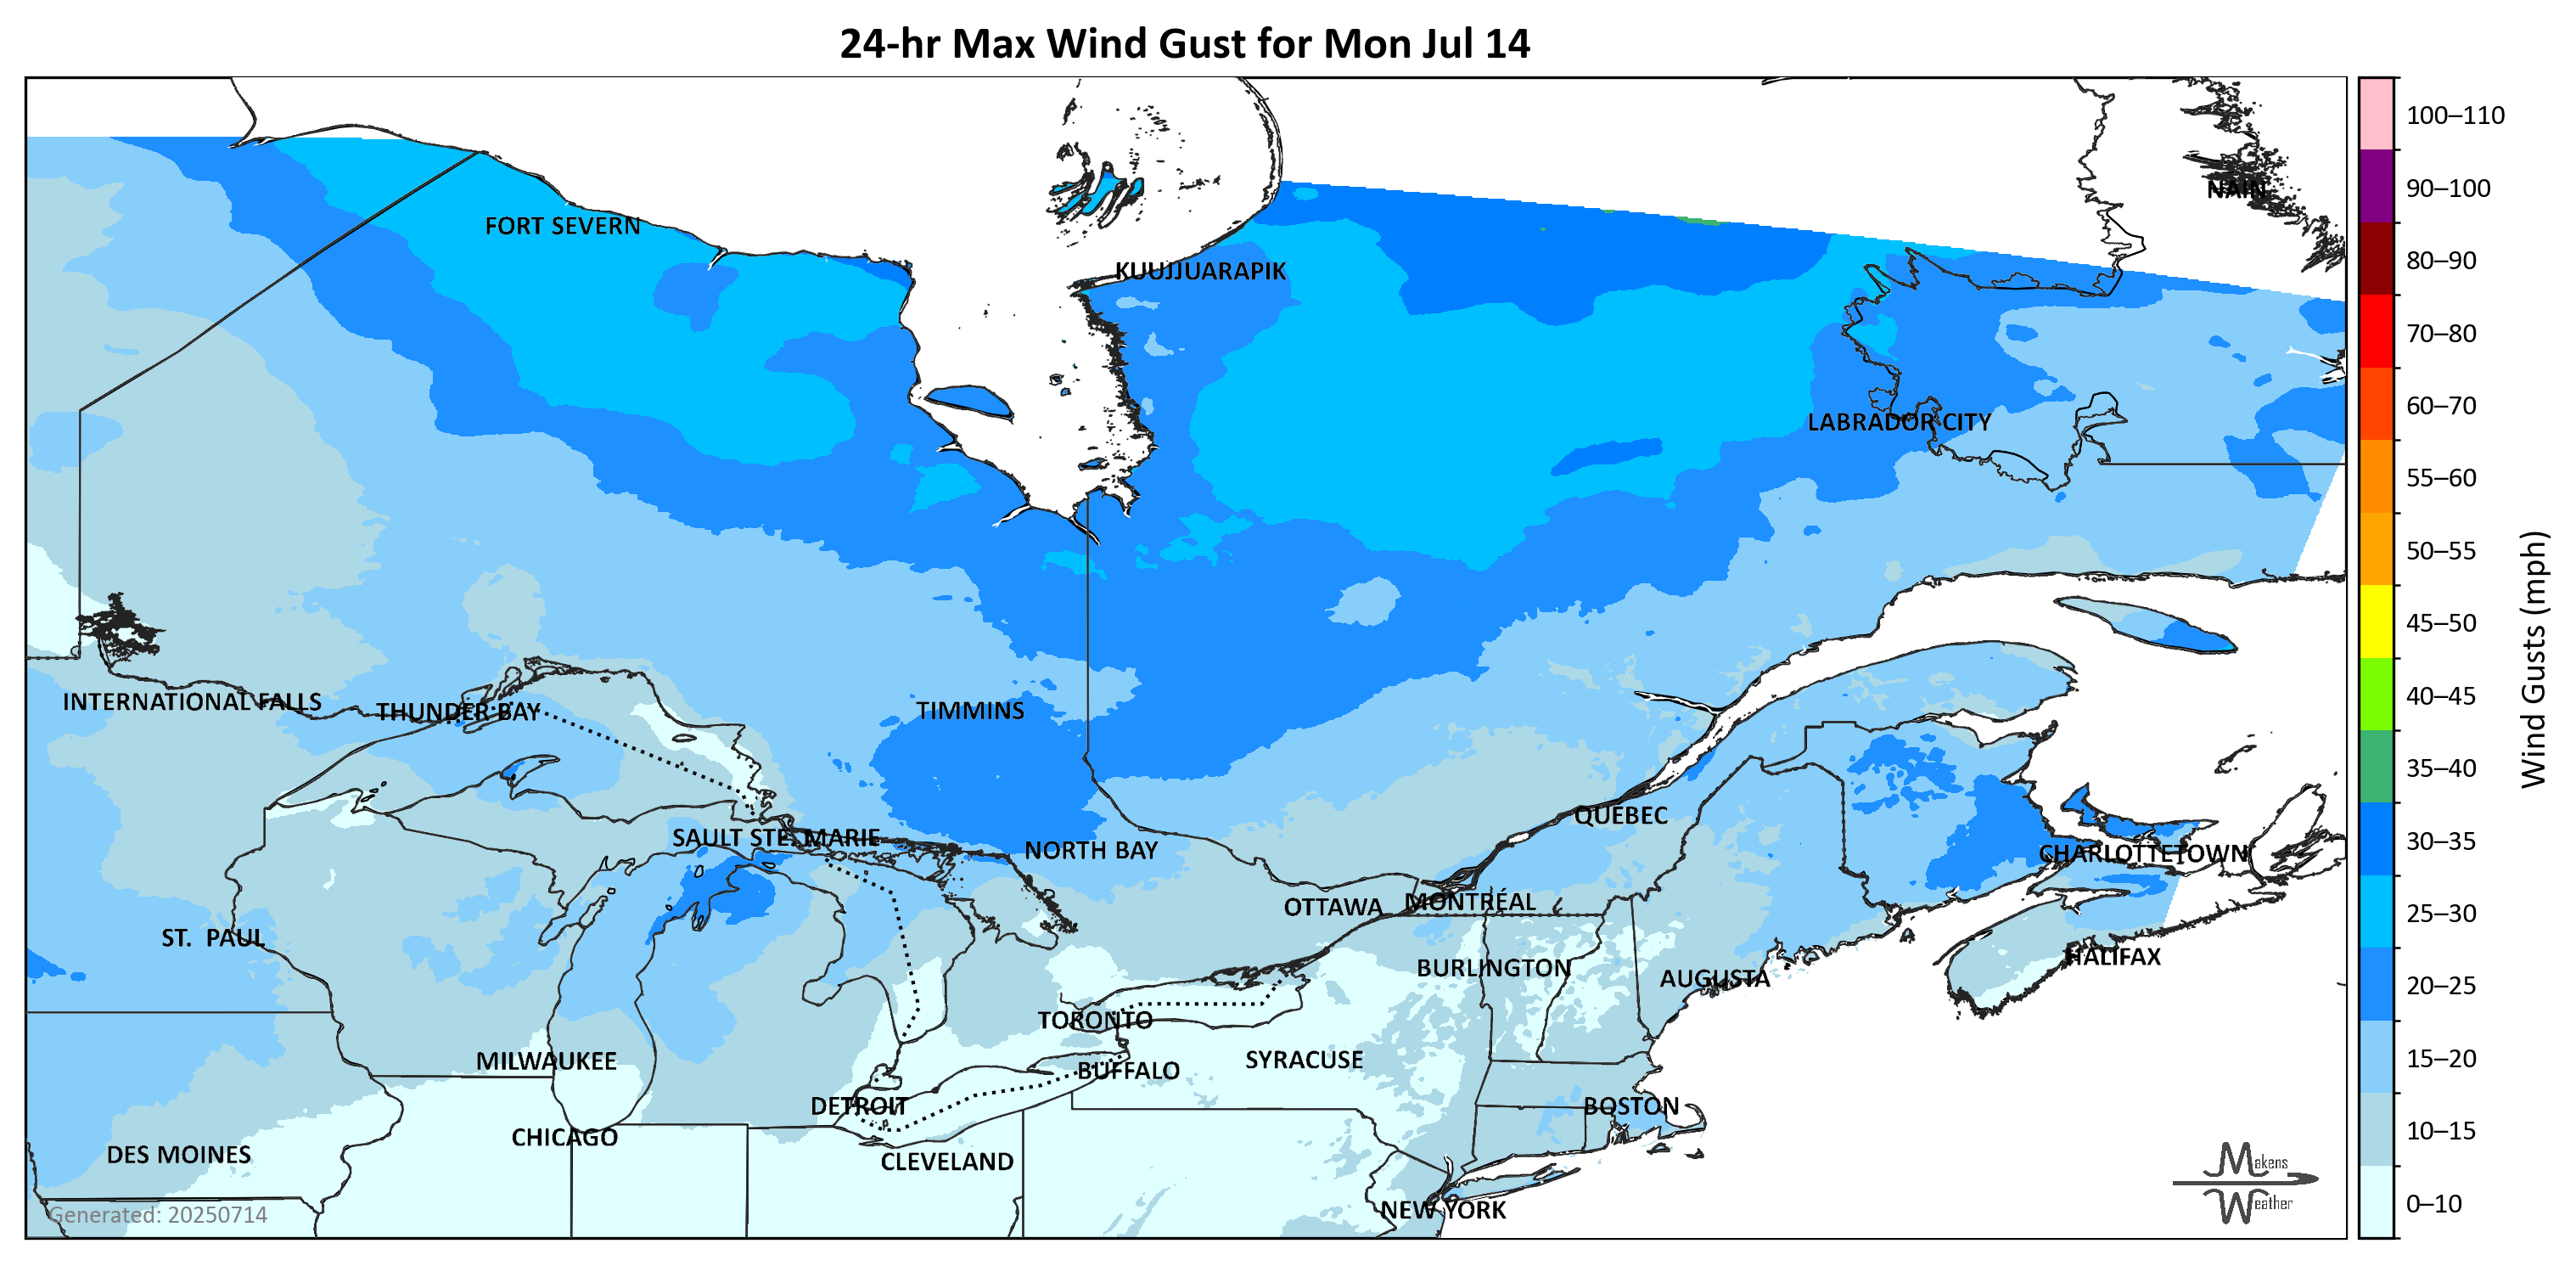 24-hr Max Wind Gust for Mon Jul 14
100–110
90–100
NAIN
FORT SEVERN
80–90
KUUJJUARAPIK
70–80
60–70
LABRADOR CITY
55–60
50–55
45–50
Wind Gusts (mph)
INTERNATIONAL FALLS
THUNDER BAY
TIMMINS
40–45
35–40
QUEBEC
SAULT STE. MARIE
NORTH BAY
CHARLOTTETOWN
30–35
OTTAWA
MONTRÉAL
25–30
ST. PAUL
HALIFAX
BURLINGTON
AUGUSTA
20–25
TORONTO
MILWAUKEE
SYRACUSE
15–20
BUFFALO
DETROIT
BOSTON
CHICAGO
10–15
DES MOINES
CLEVELAND
Makens
Weather
NEW YORK
0–10
Generated: 20250714